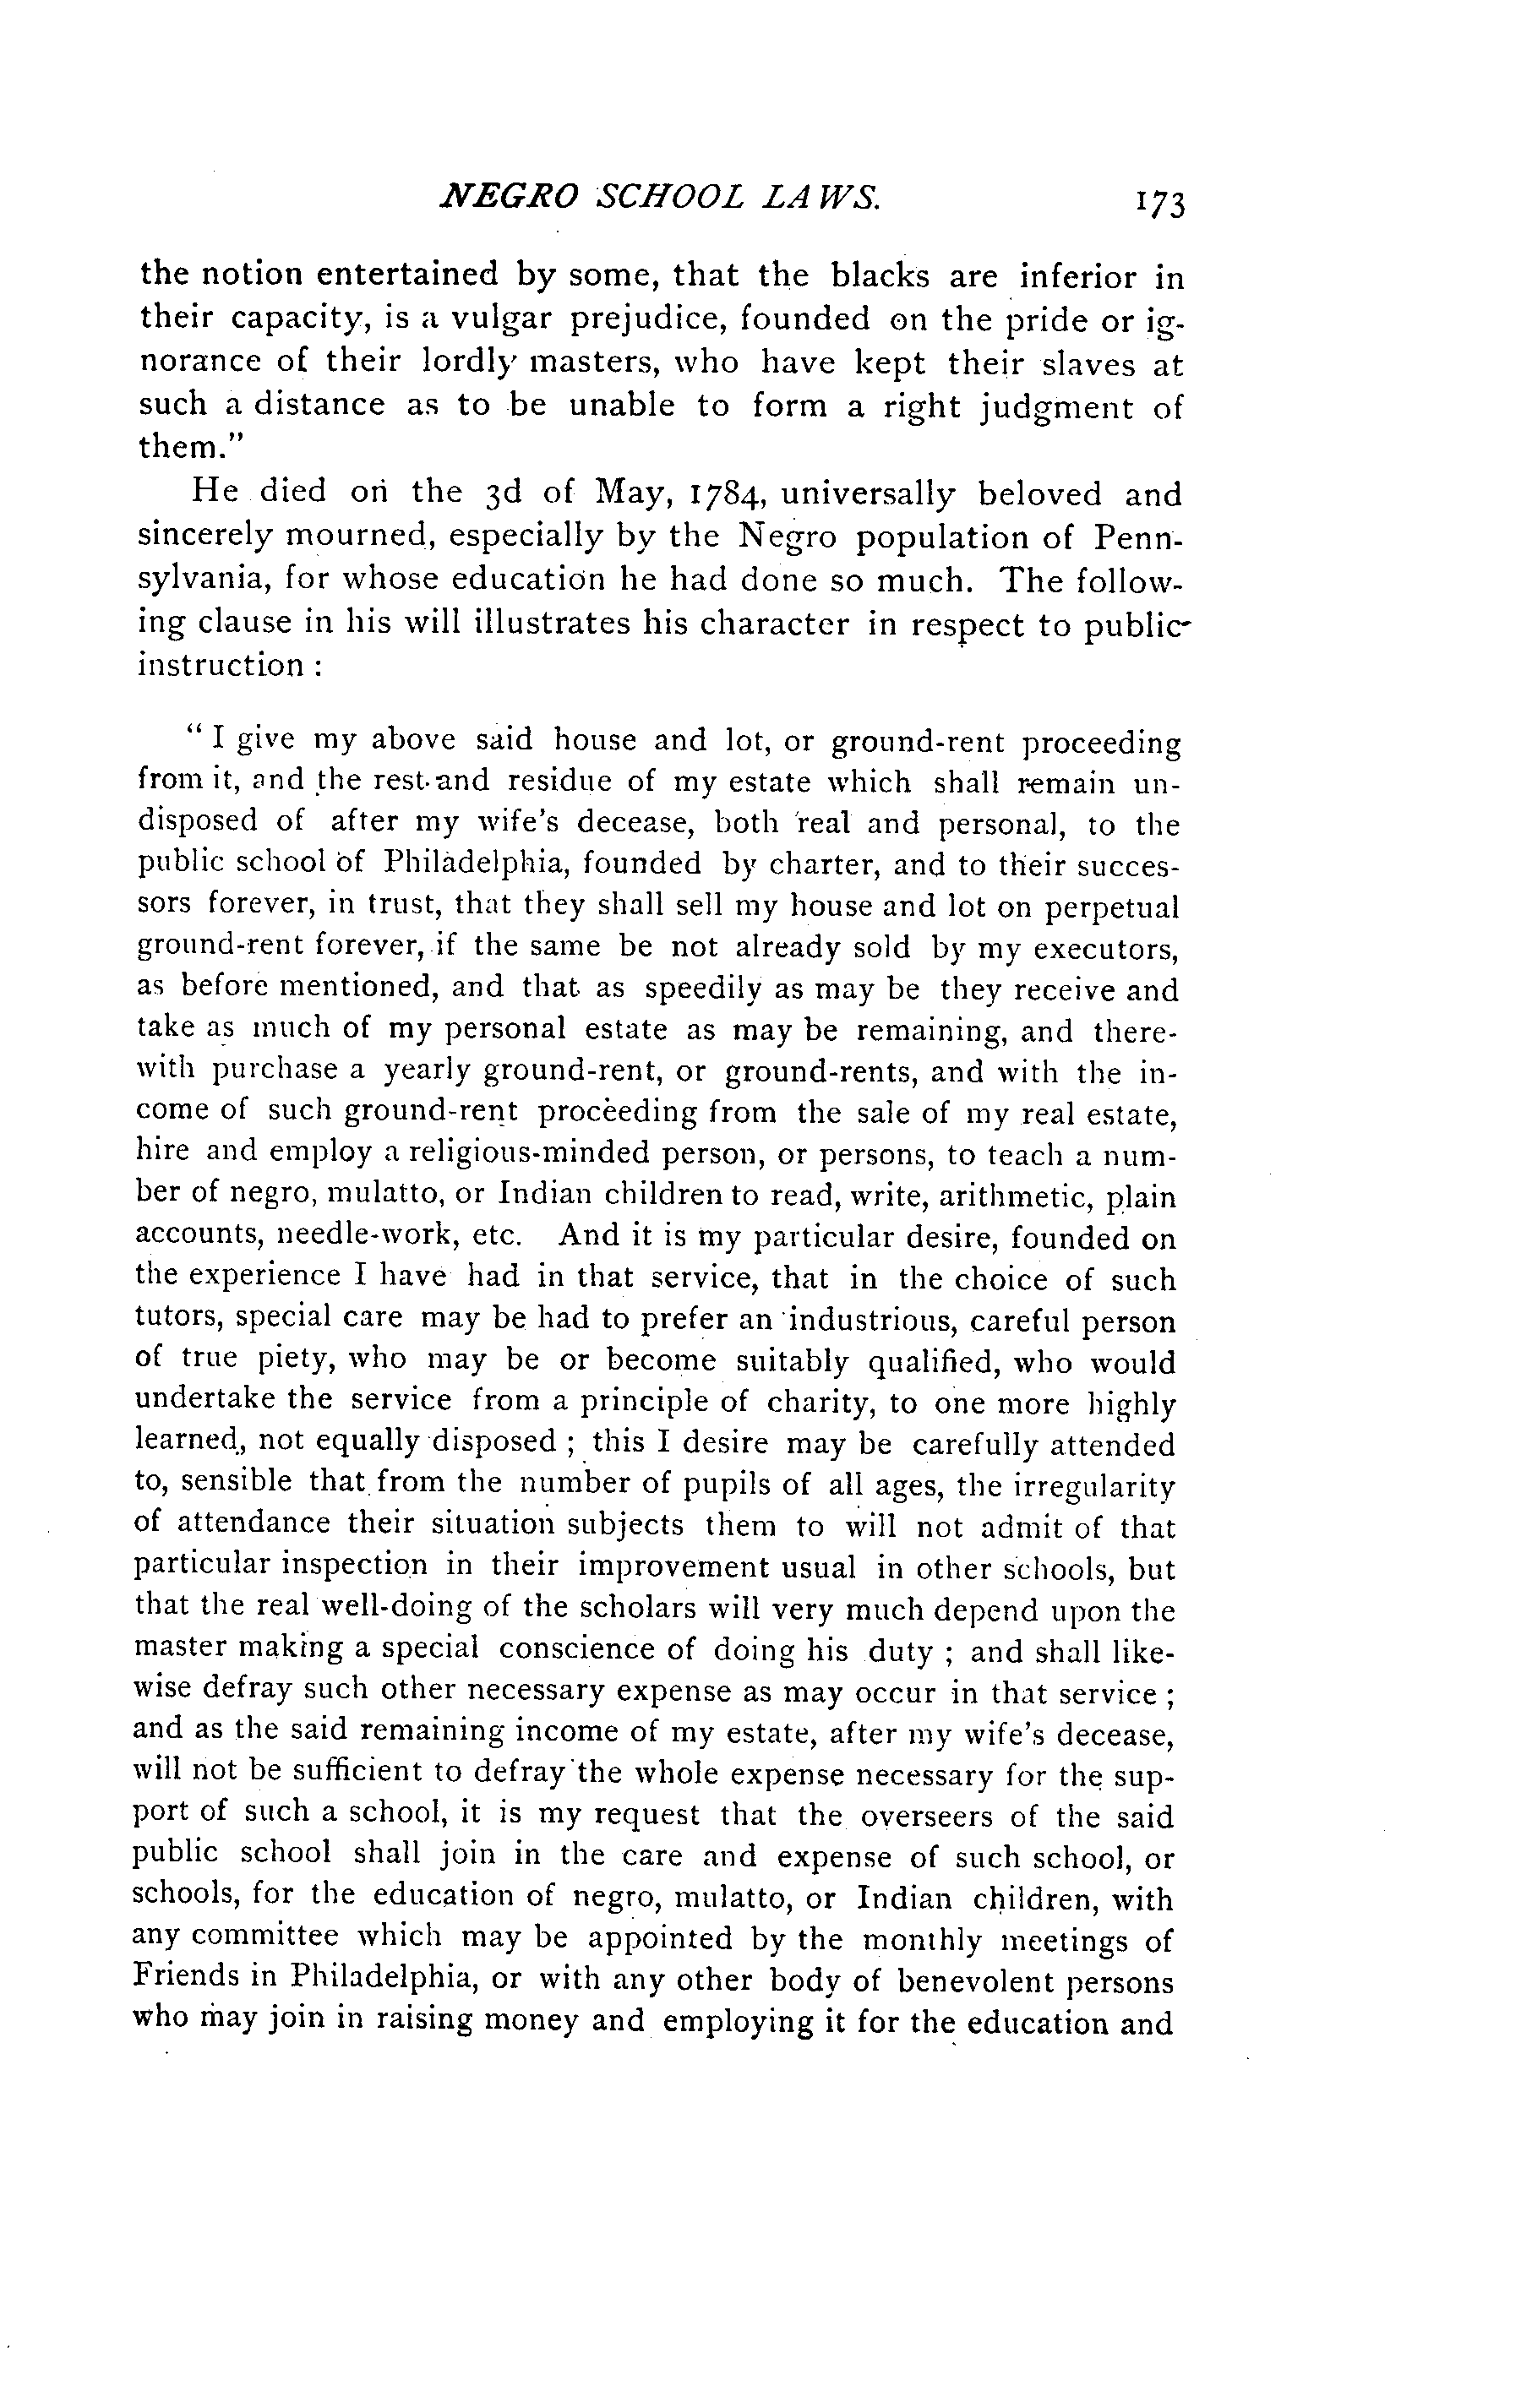 NEGRO SCHOOL LAWS. 173
the notion entertained by some, that the blacks are inferior in
their capacity, is a vulgar prejudice, founded on the pride or ig-
norance of their lordly masters, who have kept their slaves at
such a distance as to be unable to form a right judgment of
them."
He died on the 3d of May, 1784, universally beloved and
sincerely mourned, especially by the Negro population of Penn-
sylvania, for whose education he had done so much. The follow-
ing clause in his will illustrates his character in respect to public
instruction :
" I give my above said house and lot, or ground-rent proceeding
from it, and the rest and residue of my estate which shall remain un-
disposed of after my wife's decease, both real and personal, to the
public school of Philadelphia, founded by charter, and to their succes-
sors forever, in trust, that they shall sell my house and lot on perpetual
ground-rent forever, if the same be not already sold by my executors,
as before mentioned, and that as speedily as may be they receive and
take as much of my personal estate as may be remaining, and there-
with purchase a yearly ground-rent, or ground-rents, and with the in-
come of such ground-rent proceeding from the sale of my real estate,
hire and employ a religious-minded person, or persons, to teach a num-
ber of negro, mulatto, or Indian children to read, write, arithmetic, plain
accounts, needle-work, etc. And it is my particular desire, founded on
the experience I have had in that service, that in the choice of such
tutors, special care may be had to prefer an industrious, careful person
of true piety, who may be or become suitably qualified, who would
undertake the service from a principle of charity, to one more highly
learned, not equally disposed ; this I desire may be carefully attended
to, sensible that from the number of pupils of all ages, the irregularity
of attendance their situation subjects them to will not admit of that
particular inspection in their improvement usual in other schools, but
that the real well-doing of the scholars will very much depend upon the
master making a special conscience of doing his duty ; and shall like-
wise defray such other necessary expense as may occur in that service ;
and as the said remaining income of my estate, after my wife's decease,
will not be sufficient to defray the whole expense necessary for the sup-
port of such a school, it is my request that the overseers of the said
public school shall join in the care and expense of such school, or
schools, for the education of negro, mulatto, or Indian children, with
any committee which may be appointed by the monthly meetings of
Friends in Philadelphia, or with any other body of benevolent persons
who may join in raising money and employing it for the education and